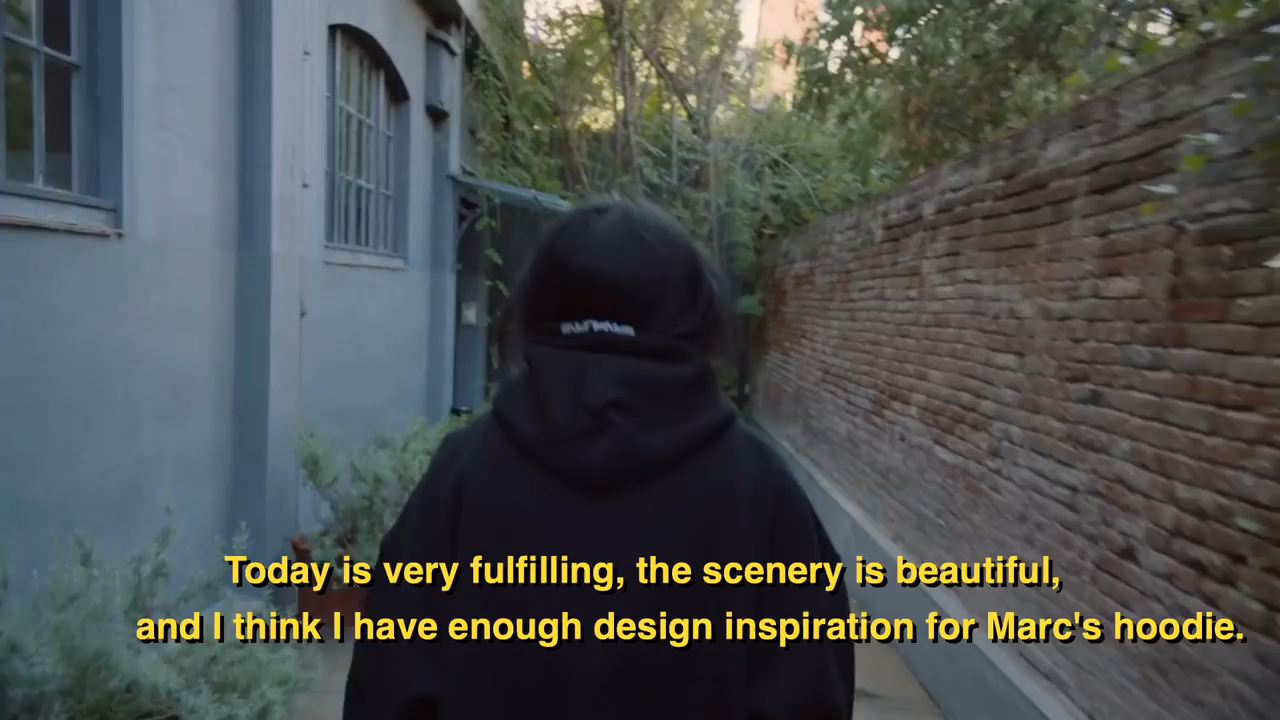 Today is very fulfilling, the scenery is beautiful,
and I think I have enough design inspiration for Marc's hoodie.